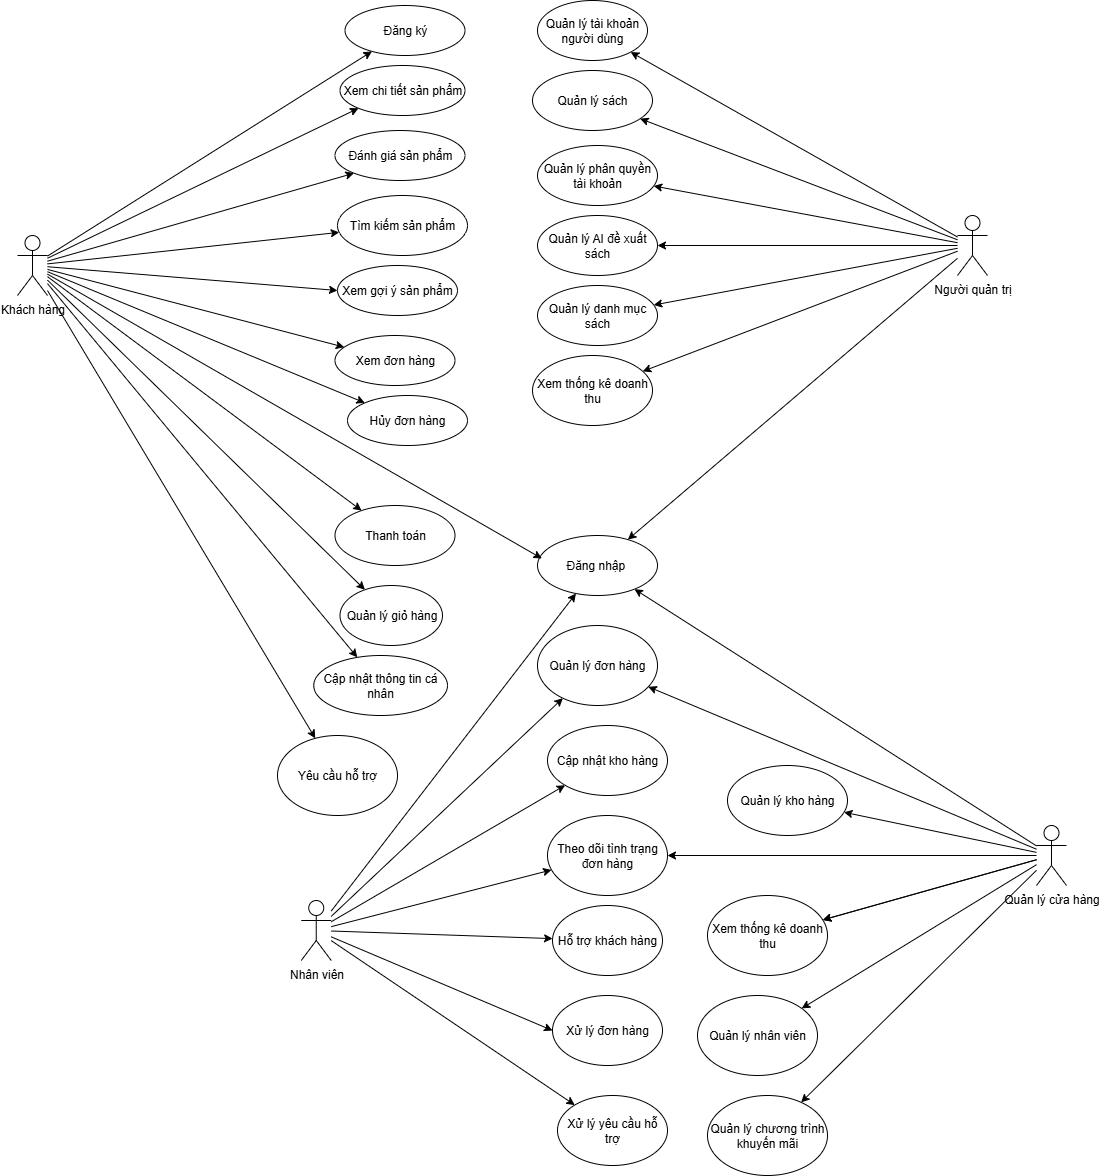 Đăng ký
Xem chi tiết sản phẩm
Đánh giá sản phẩm
Tìm kiếm sản phẩm
Xem gợi ý sản phẩm
Xem đơn hàng
Hủy đơn hàng
Khách hàng
Thanh toán
Quản lý giỏ hàng
Cập nhật thông tin cá
nhân
Yêu cầu hỗ trợ
Quản lý tài khoản
người dùng
Quản lý sách
Quản lý phân quyền
tài khoản
Quản lý AI đề xuất
sách
Quản lý danh mục
sách
Xem thống kê doanh
thu
Người quản trị
Đăng nhập
Quản lý đơn hàng
Cập nhật kho hàng
Theo dõi tình trạng
đơn hàng
Hỗ trợ khách hàng
Xử lý đơn hàng
Xử lý yêu cầu hỗ
trợ
Nhân viên
Quản lý kho hàng
Xem thống kê doanh
thu
Quản lý nhân viên
Quản lý chương trình
khuyến mãi
Quản lý cửa hàng